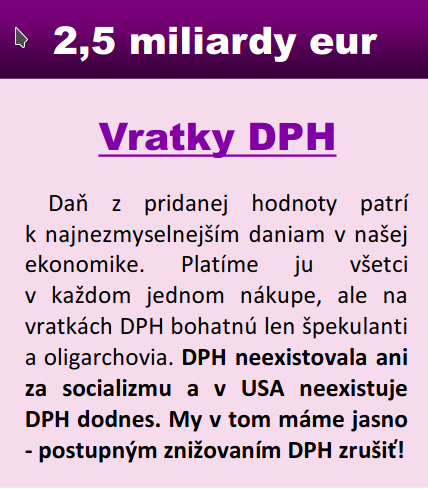 2,5 miliardy eur
Vratky DPH
Daň z pridanej hodnoty patrí
k najnezmyselnejším daniam v našej
ekonomike. Platíme ju všetci
v každom jednom nákupe, ale na
vratkách DPH bohatnú len špekulanti
a oligarchovia. DPH neexistovala ani
za socializmu a v USA neexistuje
DPH dodnes. My v tom máme jasno
- postupným znižovaním DPH zrušiť!